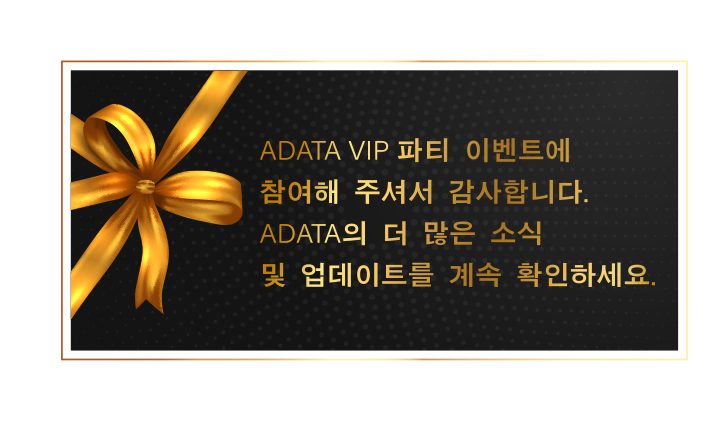 ADATA VIP 파티 이벤트에
참여해 주셔서 감사합니다.
ADATA의 더 많은 소식
및 업데이트를 계속 확인하세요.